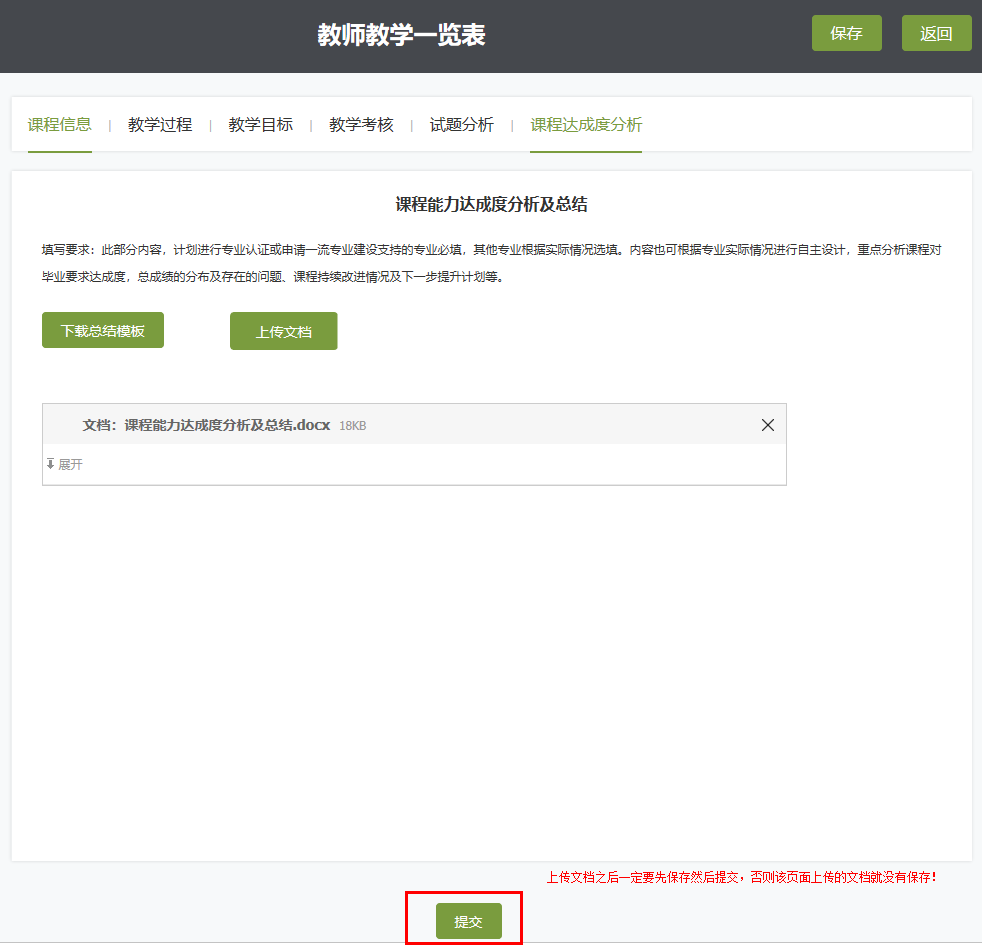 教师教学一览表
保存
返回
课程信息 | 教学过程 | 教学目标 | 教学考核 | 试题分析 | 课程达成度分析
课程能力达成度分析及总结
填写要求：此部分内容，计划进行专业认证或申请一流专业建设支持的专业必填，其他专业根据实际情况选填。内容也可根据专业实际情况进行自主设计，重点分析课程对
毕业要求达成度，总成绩的分布及存在的问题、课程持续改进情况及下一步提升计划等。
下载总结模板
上传文档
文档：课程能力达成度分析及总结.docx 18KB
展开
上传文档之后一定要先保存然后提交，否则该页面上传的文档就没有保存！
提交